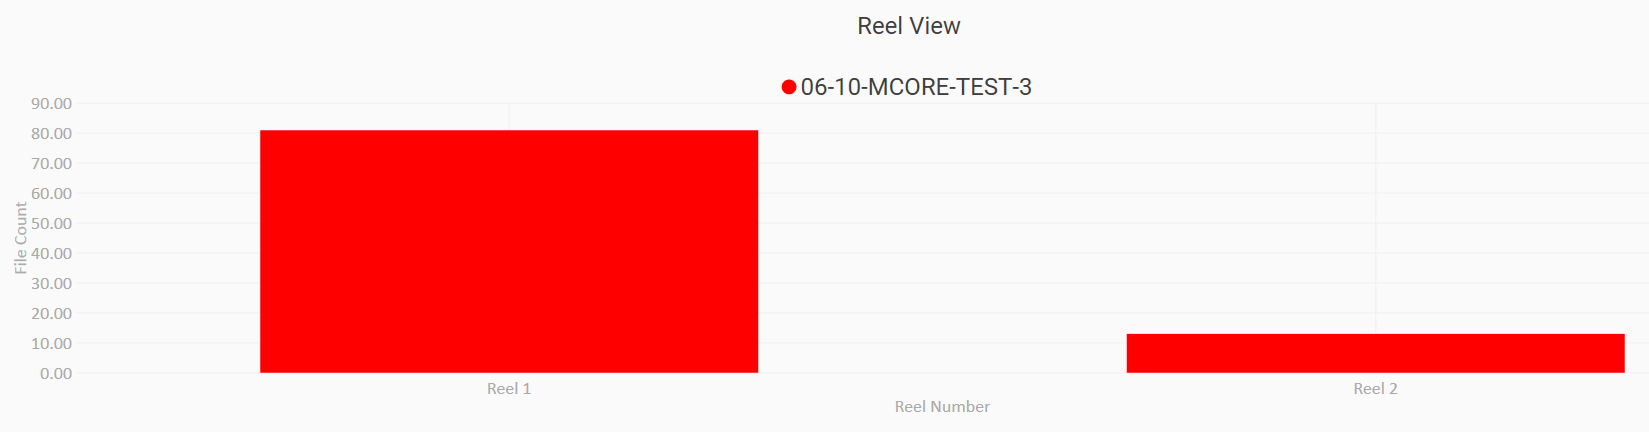 Reel View
06-10-MCORE-TEST-3
90.00
80.00
70.00
60.00
50.00
40.00
30.00
20.00
10.00
0.00
File Count
Reel 1
Reel 2
Reel Number